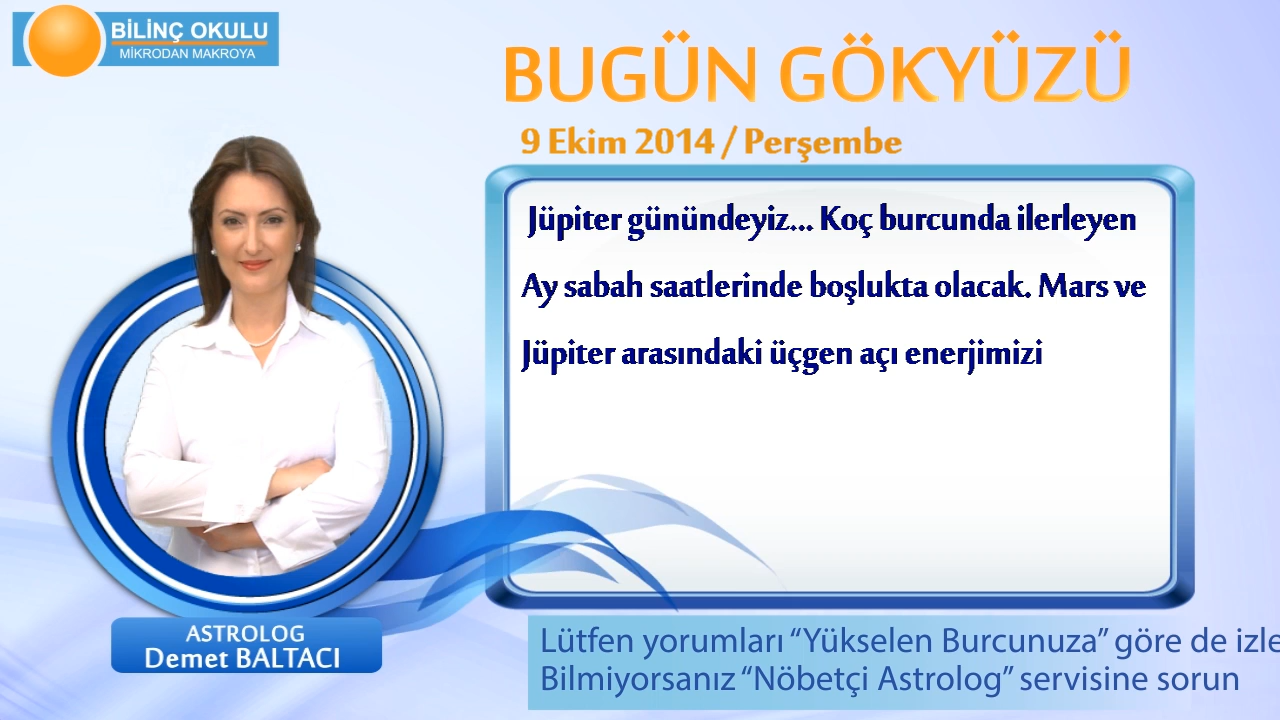 BİLİNÇ OKULU
MİKRODAN MAKROYA
BUGÜN GÖKYÜZÜ
9 Ekim 2014 / Perşembe
Jüpiter günündeyiz... Koç burcunda ilerleyen
Ay sabah saatlerinde boşlukta olacak. Mars ve
Jüpiter arasındaki üçgen açı enerjimizi
ASTROLOG
Demet BALTACI
Lütfen yorumları “Yükselen Burcunuza” göre de izle
Bilmiyorsanız “Nöbetçi Astrolog” servisine sorun